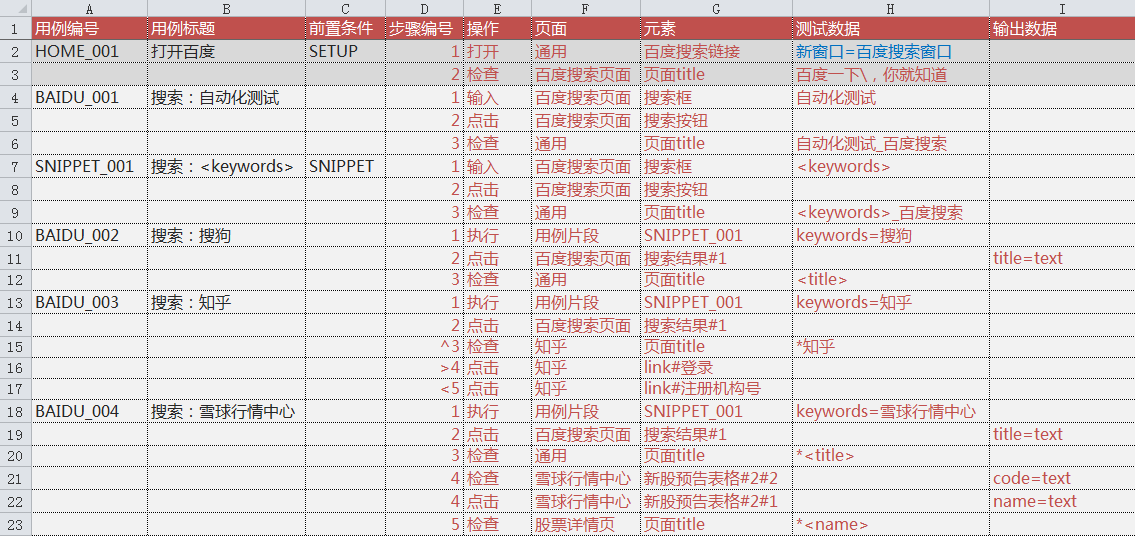 A B C D E F G H I
1 用例编号 用例标题 前置条件 步骤编号 操作 页面 元素 测试数据 输出数据
2 HOME_001 打开百度 SETUP 1 打开 通用 百度搜索链接 新窗口=百度搜索窗口
3 2 检查 百度搜索页面 页面title 百度一下\，你就知道
4 BAIDU_001 搜索：自动化测试 1 输入 百度搜索页面 搜索框 自动化测试
5 2 点击 百度搜索页面 搜索按钮
6 3 检查 通用 页面title 自动化测试_百度搜索
7 SNIPPET_001 搜索：<keywords> SNIPPET 1 输入 百度搜索页面 搜索框 <keywords>
8 2 点击 百度搜索页面 搜索按钮
9 3 检查 通用 页面title <keywords>_百度搜索
10 BAIDU_002 搜索：搜狗 1 执行 用例片段 SNIPPET_001 keywords=搜狗
11 2 点击 百度搜索页面 搜索结果#1 title=text
12 3 检查 通用 页面title <title>
13 BAIDU_003 搜索：知乎 1 执行 用例片段 SNIPPET_001 keywords=知乎
14 2 点击 百度搜索页面 搜索结果#1
15 ^3 检查 知乎 页面title *知乎
16 >4 点击 知乎 link#登录
17 <5 点击 知乎 link#注册机构号
18 BAIDU_004 搜索：雪球行情中心 1 执行 用例片段 SNIPPET_001 keywords=雪球行情中心
19 2 点击 百度搜索页面 搜索结果#1 title=text
20 3 检查 通用 页面title *<title>
21 4 检查 雪球行情中心 新股预告表格#2#2 code=text
22 4 点击 雪球行情中心 新股预告表格#2#1 name=text
23 5 检查 股票详情页 页面title *<name>